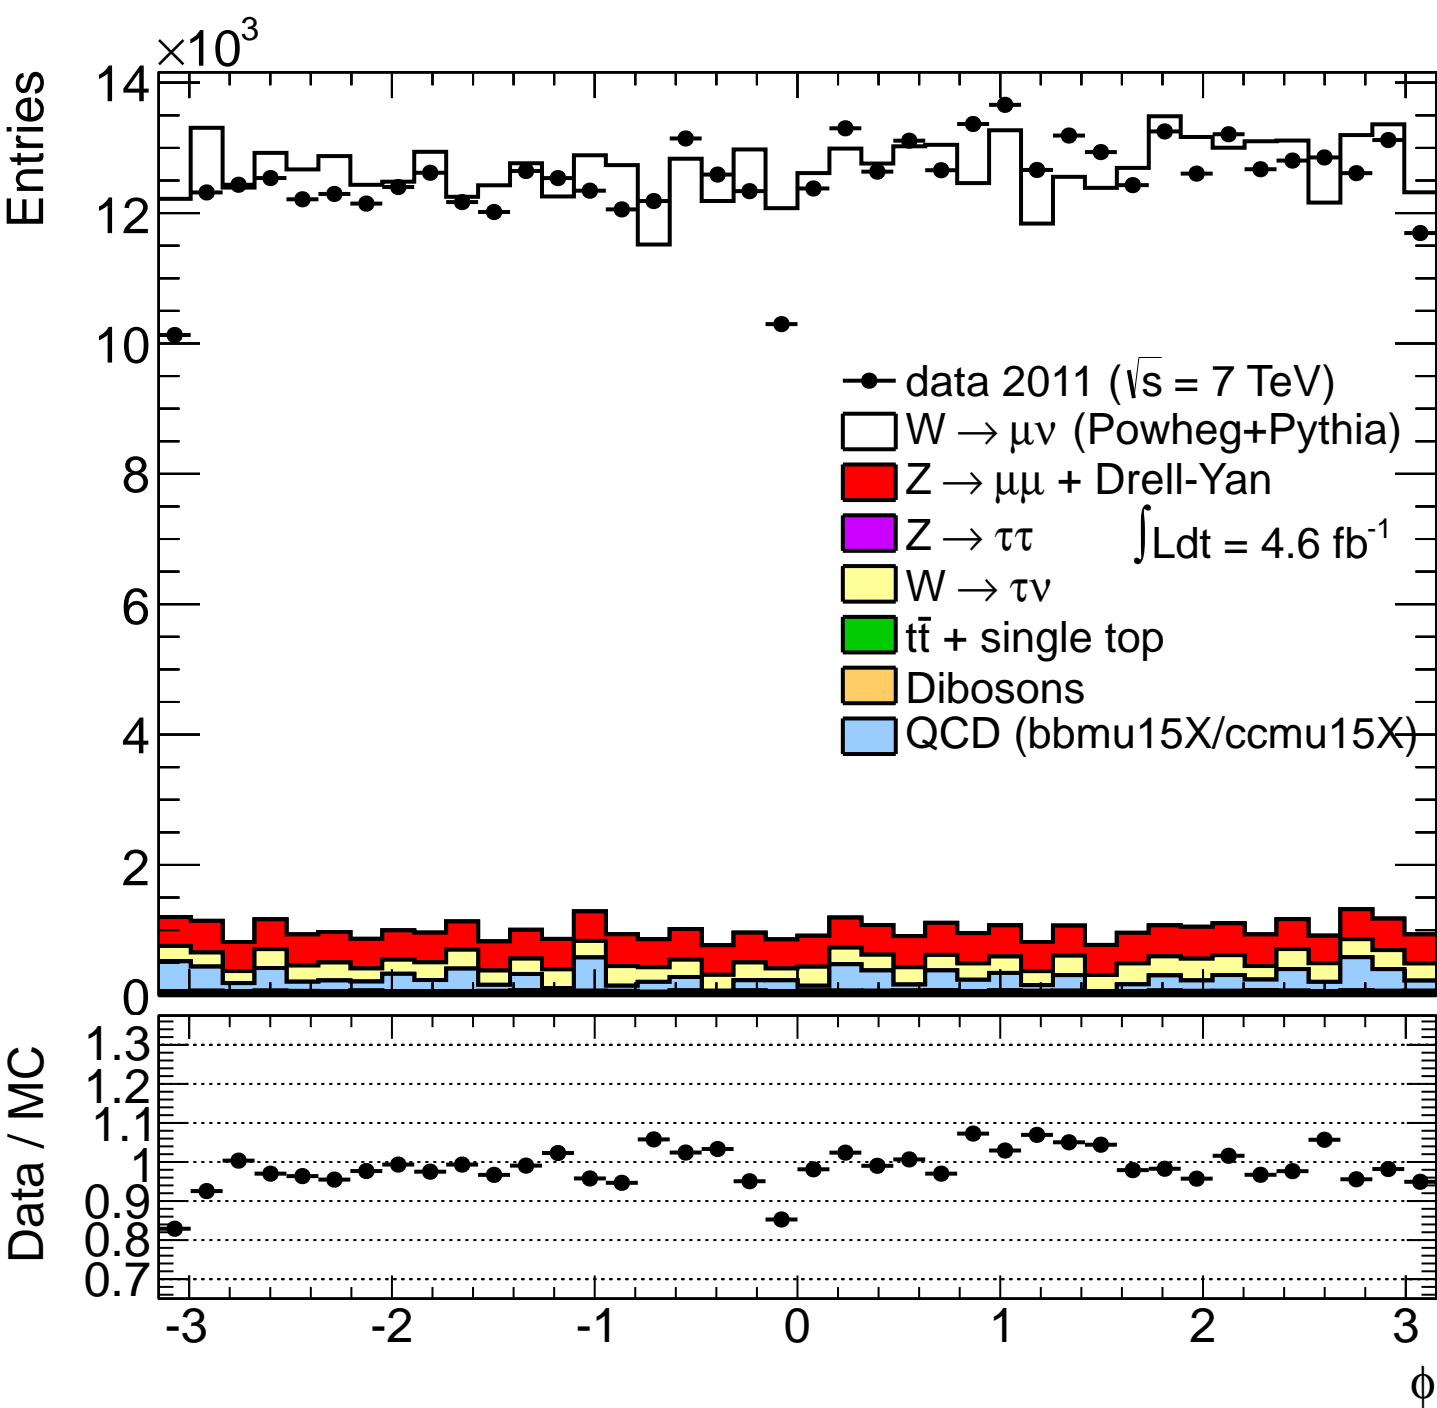 ×10³
Entries
14
12
10
8
6
4
2
0
data 2011 (√s = 7 TeV)
W → μν (Powheg+Pythia)
Z → μμ + Drell-Yan
Z → ττ
∫Ldt = 4.6 fb⁻¹
W → τν
tt̄ + single top
Dibosons
QCD (bbmu15X/ccmu15X)
Data / MC
1.3
1.2
1.1
1
0.9
0.8
0.7
-3 -2 -1 0 1 2 3
ϕ